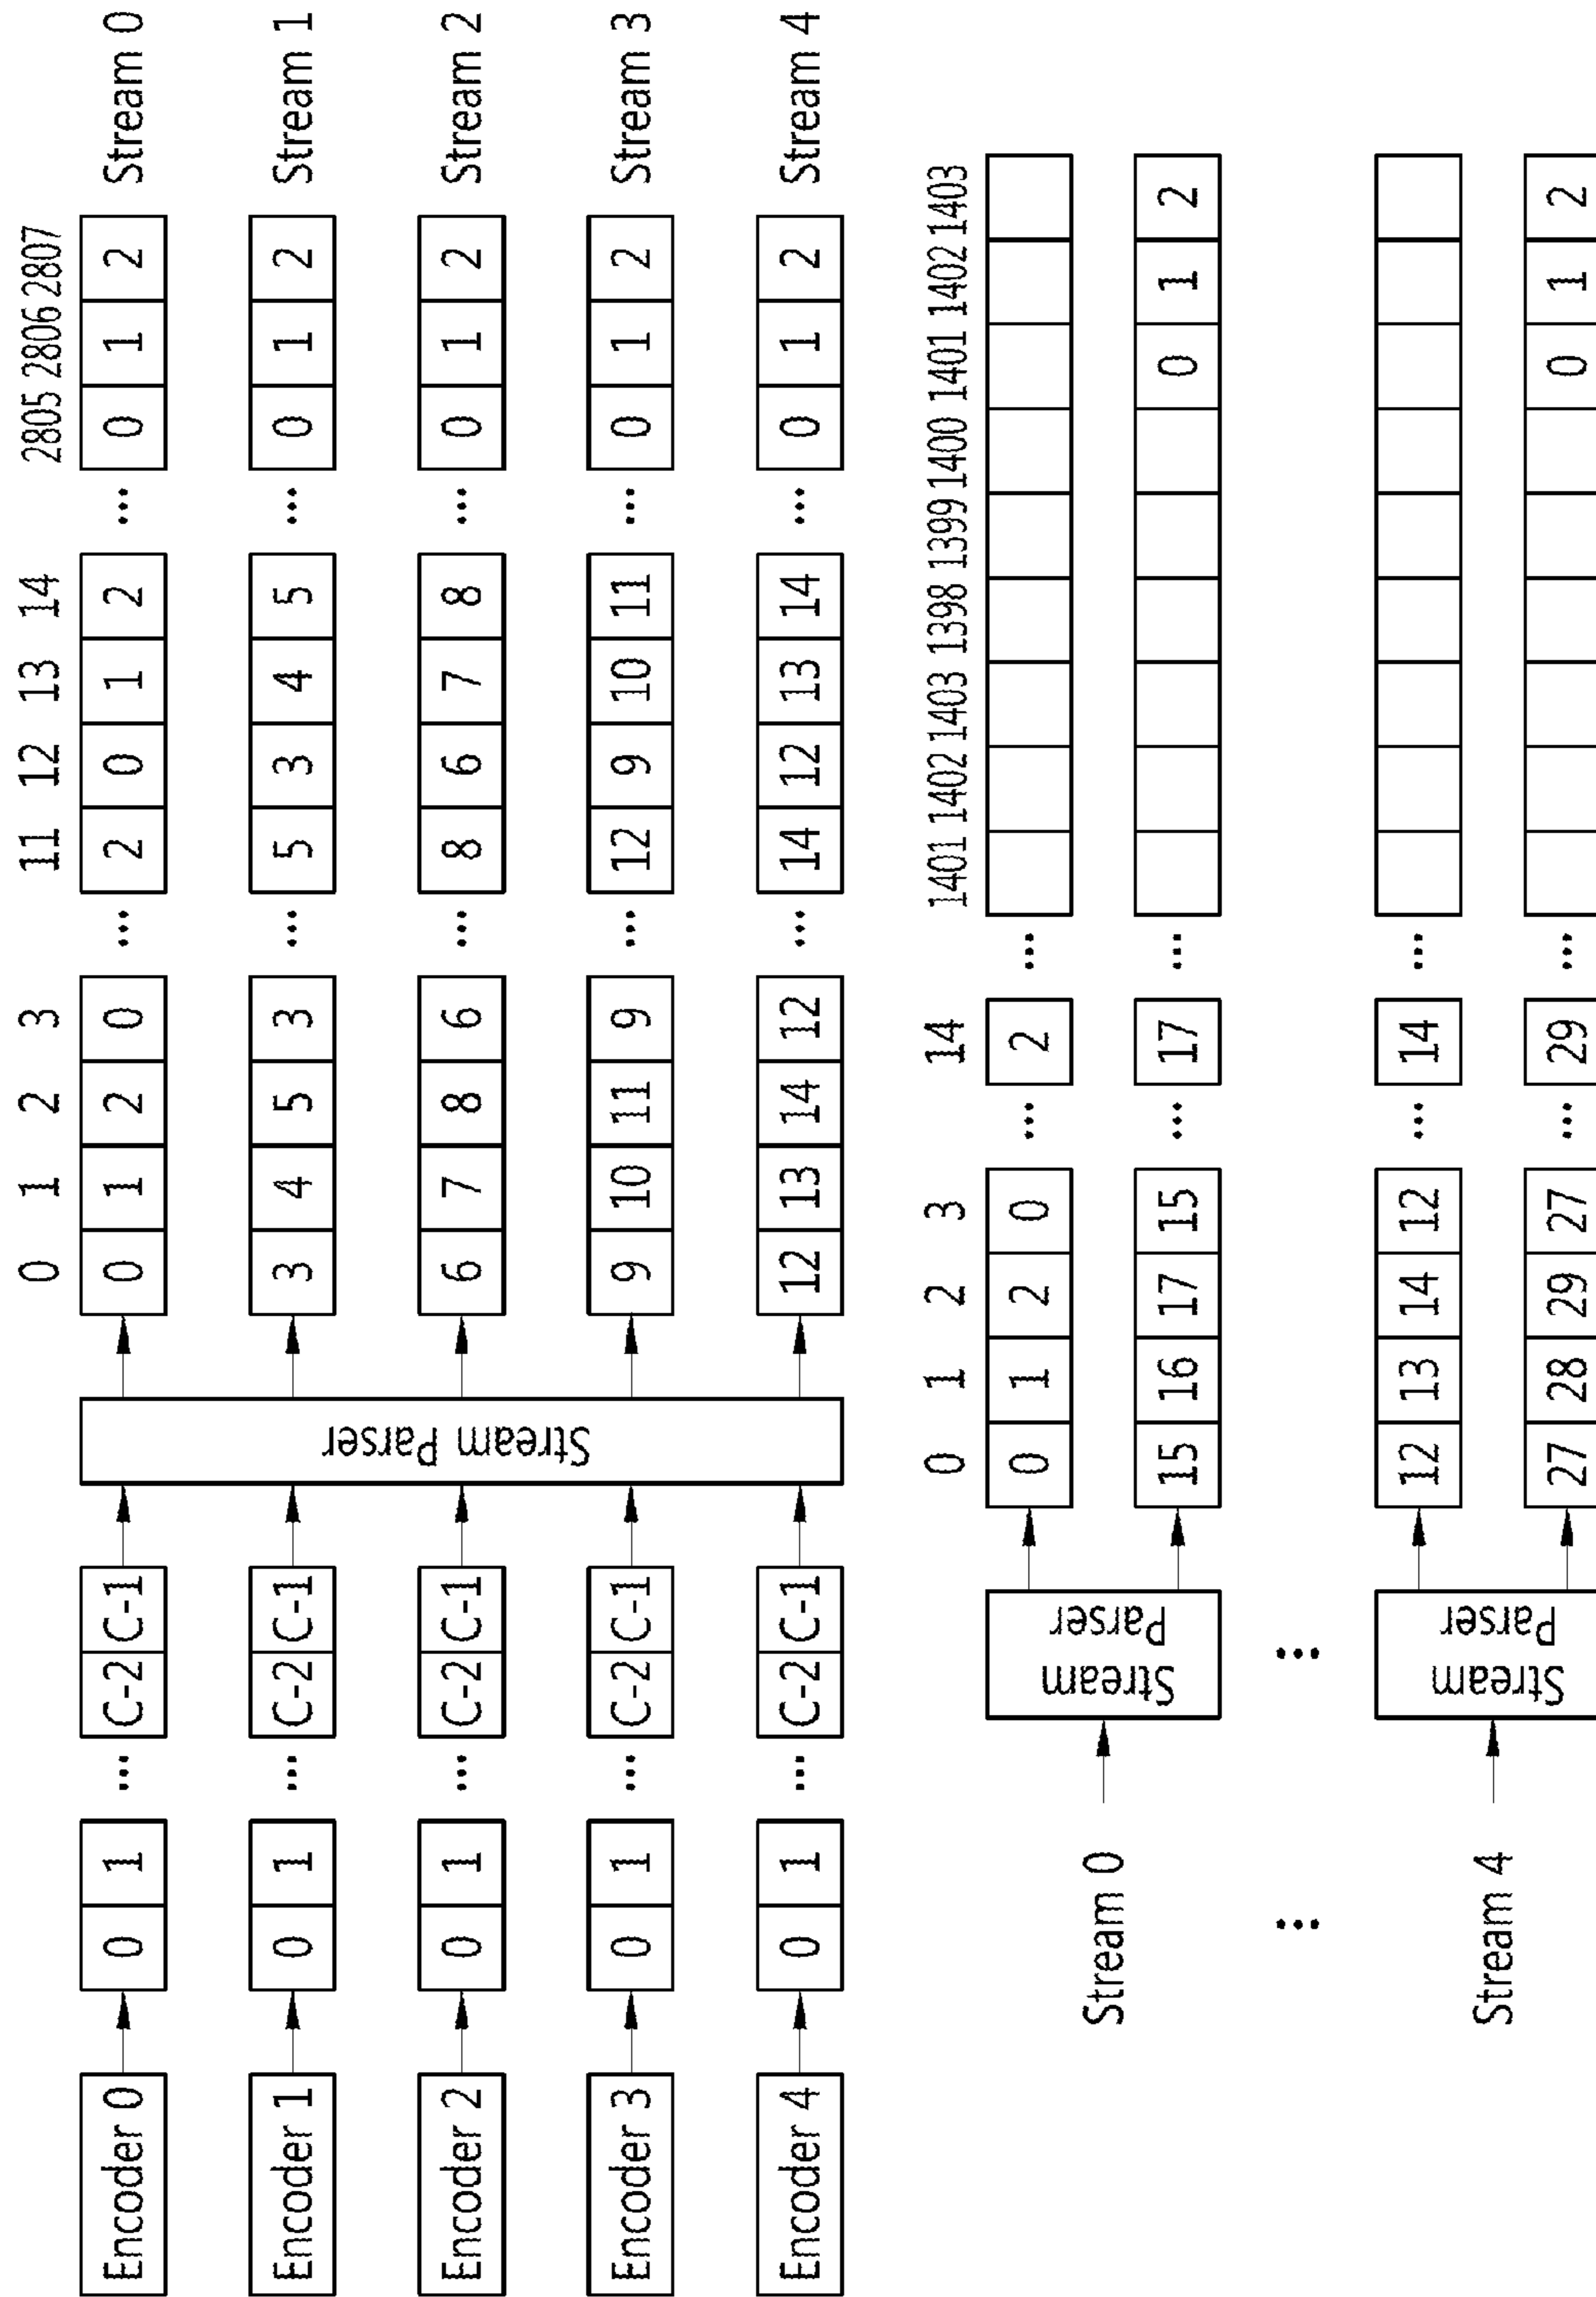 0 1 2 3 11 12 13 14 2805 2806 2807
Encoder 0 0 1 ... C-2 C-1 0 1 2 0 ... 2 0 1 2 ... 0 1 2 Stream 0
Encoder 1 0 1 ... C-2 C-1 3 4 5 3 ... 5 3 4 5 ... 0 1 2 Stream 1
Encoder 2 0 1 ... C-2 C-1 6 7 8 6 ... 8 6 7 8 ... 0 1 2 Stream 2
Encoder 3 0 1 ... C-2 C-1 9 10 11 9 ... 12 9 10 11 ... 0 1 2 Stream 3
Encoder 4 0 1 ... C-2 C-1 12 13 14 12 ... 14 12 13 14 ... 0 1 2 Stream 4
Stream Parser
0 1 2 3 14 1401 1402 1403 1398 1399 1400 1401 1402 1403
0 1 2 0 ... 2 ...
Stream 0
Stream
Parser
15 16 17 15 ... 17 ... 0 1 2
... ...
12 13 14 12 ... 14 ...
Stream 4
Stream
Parser
27 28 29 27 ... 29 ... 0 1 2